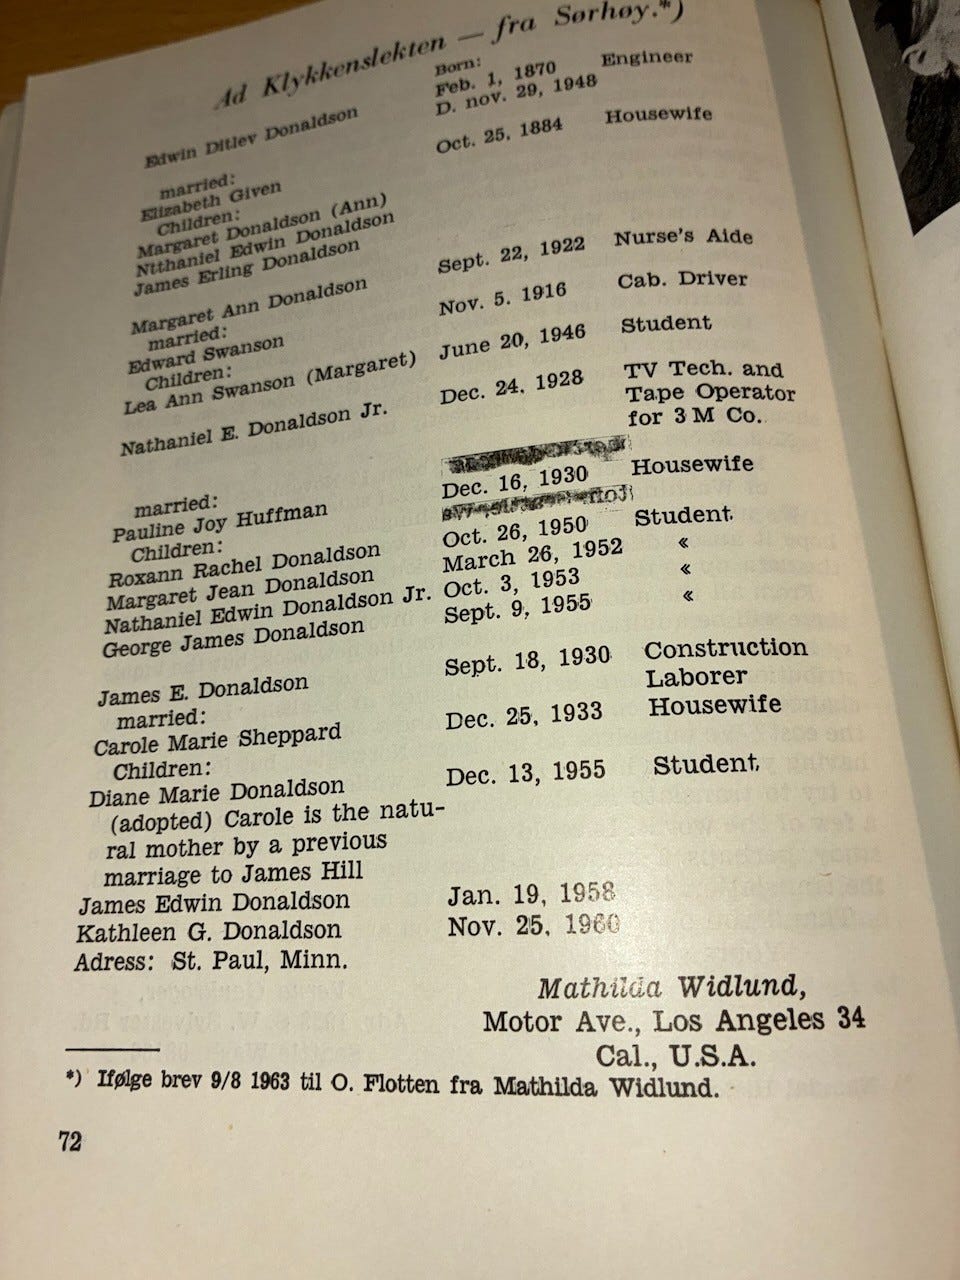 Ad Klykkenslekten — fra Sørhøy.*)
Born:
Edwin Ditlev Donaldson Feb. 1, 1870 Engineer
D. nov. 29, 1948
married:
Elizabeth Given Oct. 25, 1884 Housewife
Children:
Margaret Donaldson (Ann)
Ntthaniel Edwin Donaldson
James Erling Donaldson
Margaret Ann Donaldson Sept. 22, 1922 Nurse's Aide
married:
Edward Swanson Nov. 5. 1916 Cab. Driver
Children:
Lea Ann Swanson (Margaret) June 20, 1946 Student
Nathaniel E. Donaldson Jr. Dec. 24, 1928 TV Tech. and
Tape Operator
for 3 M Co.
married:
Pauline Joy Huffman Dec. 16, 1930 Housewife
Children:
Roxann Rachel Donaldson Oct. 26, 1950 Student
Margaret Jean Donaldson March 26, 1952 «
Nathaniel Edwin Donaldson Jr. Oct. 3, 1953 «
George James Donaldson Sept. 9, 1955 «
James E. Donaldson Sept. 18, 1930 Construction
Laborer
married:
Carole Marie Sheppard Dec. 25, 1933 Housewife
Children:
Diane Marie Donaldson Dec. 13, 1955 Student
(adopted) Carole is the natu-
ral mother by a previous
marriage to James Hill
James Edwin Donaldson Jan. 19, 1958
Kathleen G. Donaldson Nov. 25, 1960
Adress: St. Paul, Minn.
Mathilda Widlund,
Motor Ave., Los Angeles 34
Cal., U.S.A.
*) Ifølge brev 9/8 1963 til O. Flotten fra Mathilda Widlund.
72